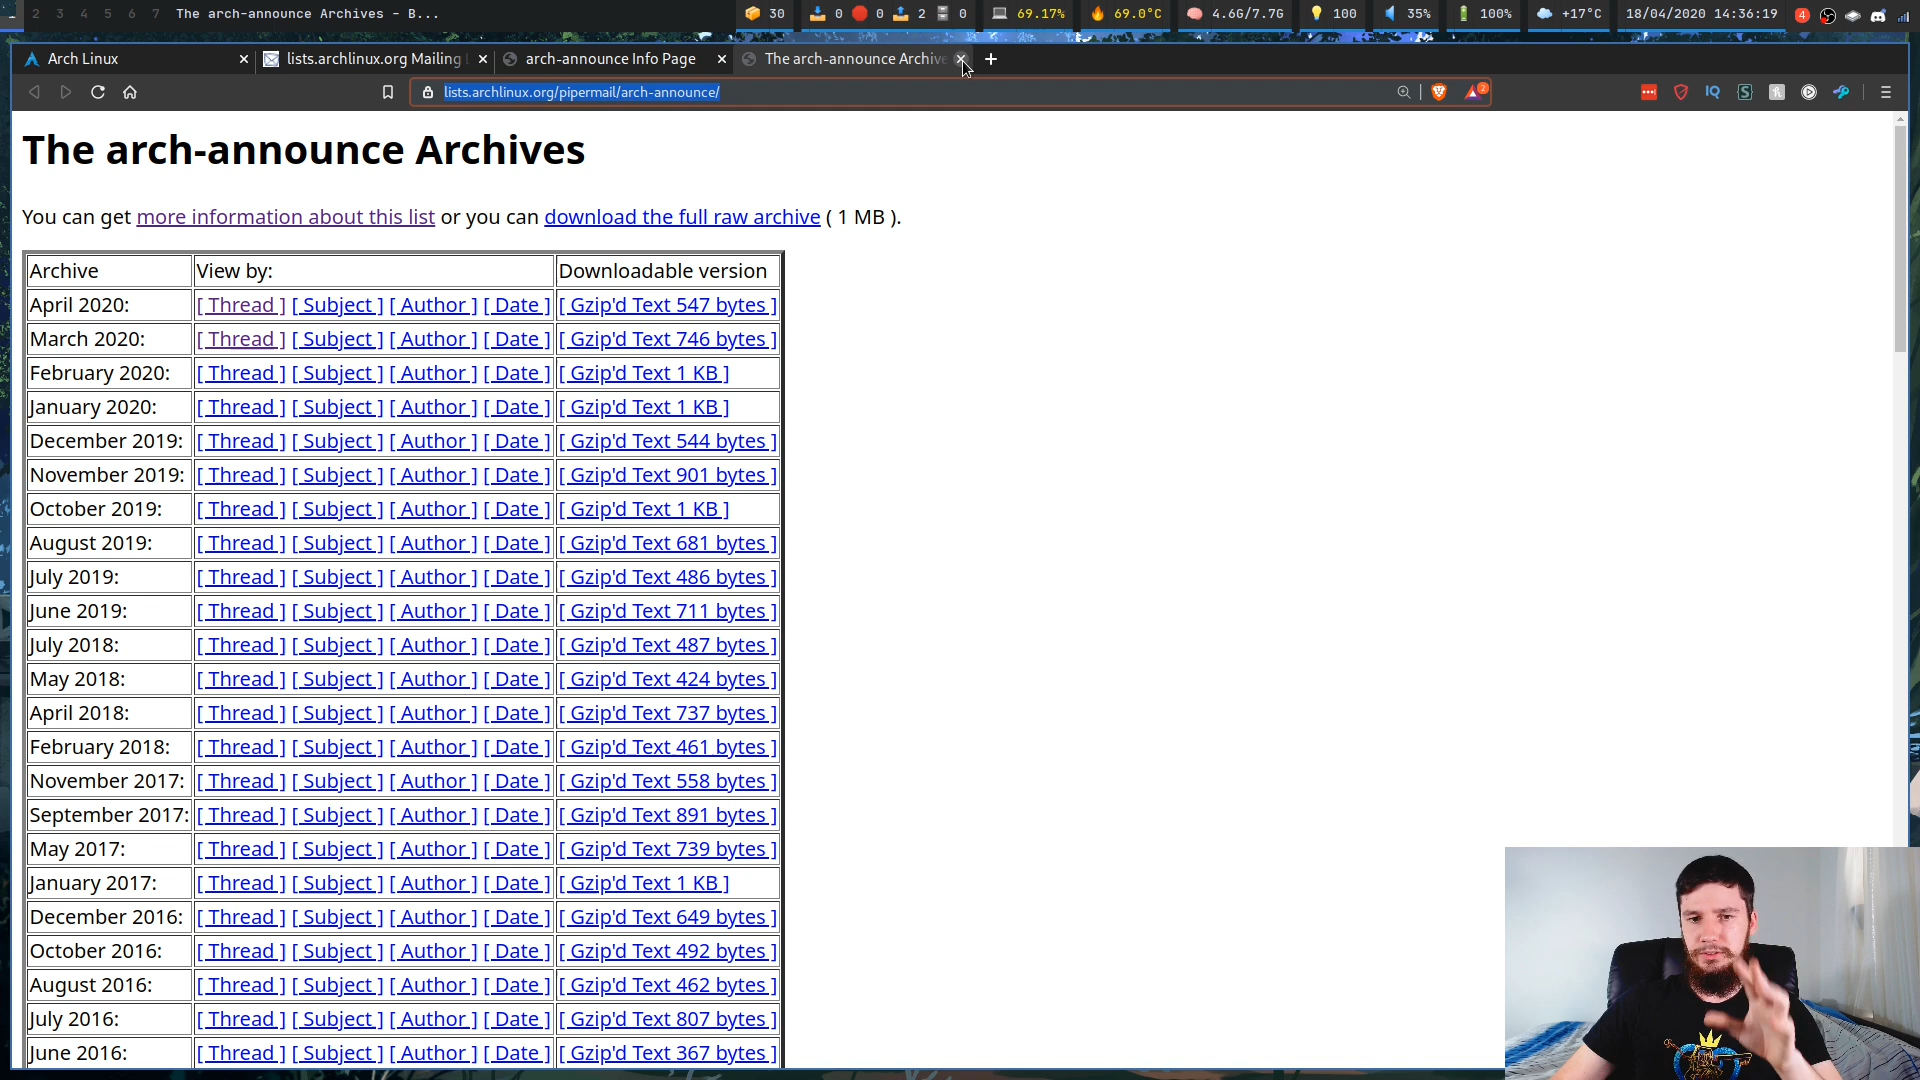 1 2 3 4 5 6 7 The arch-announce Archives - B... 30 0 0 2 0 69.17% 69.0°C 4.6G/7.7G 100 35% 100% +17°C 18/04/2020 14:36:19 4
Arch Linux lists.archlinux.org Mailing arch-announce Info Page The arch-announce Archive
lists.archlinux.org/pipermail/arch-announce/ 2 IQ
The arch-announce Archives
You can get more information about this list or you can download the full raw archive ( 1 MB ).
Archive View by: Downloadable version
April 2020: [ Thread ] [ Subject ] [ Author ] [ Date ] [ Gzip'd Text 547 bytes ]
March 2020: [ Thread ] [ Subject ] [ Author ] [ Date ] [ Gzip'd Text 746 bytes ]
February 2020: [ Thread ] [ Subject ] [ Author ] [ Date ] [ Gzip'd Text 1 KB ]
January 2020: [ Thread ] [ Subject ] [ Author ] [ Date ] [ Gzip'd Text 1 KB ]
December 2019: [ Thread ] [ Subject ] [ Author ] [ Date ] [ Gzip'd Text 544 bytes ]
November 2019: [ Thread ] [ Subject ] [ Author ] [ Date ] [ Gzip'd Text 901 bytes ]
October 2019: [ Thread ] [ Subject ] [ Author ] [ Date ] [ Gzip'd Text 1 KB ]
August 2019: [ Thread ] [ Subject ] [ Author ] [ Date ] [ Gzip'd Text 681 bytes ]
July 2019: [ Thread ] [ Subject ] [ Author ] [ Date ] [ Gzip'd Text 486 bytes ]
June 2019: [ Thread ] [ Subject ] [ Author ] [ Date ] [ Gzip'd Text 711 bytes ]
July 2018: [ Thread ] [ Subject ] [ Author ] [ Date ] [ Gzip'd Text 487 bytes ]
May 2018: [ Thread ] [ Subject ] [ Author ] [ Date ] [ Gzip'd Text 424 bytes ]
April 2018: [ Thread ] [ Subject ] [ Author ] [ Date ] [ Gzip'd Text 737 bytes ]
February 2018: [ Thread ] [ Subject ] [ Author ] [ Date ] [ Gzip'd Text 461 bytes ]
November 2017: [ Thread ] [ Subject ] [ Author ] [ Date ] [ Gzip'd Text 558 bytes ]
September 2017: [ Thread ] [ Subject ] [ Author ] [ Date ] [ Gzip'd Text 891 bytes ]
May 2017: [ Thread ] [ Subject ] [ Author ] [ Date ] [ Gzip'd Text 739 bytes ]
January 2017: [ Thread ] [ Subject ] [ Author ] [ Date ] [ Gzip'd Text 1 KB ]
December 2016: [ Thread ] [ Subject ] [ Author ] [ Date ] [ Gzip'd Text 649 bytes ]
October 2016: [ Thread ] [ Subject ] [ Author ] [ Date ] [ Gzip'd Text 492 bytes ]
August 2016: [ Thread ] [ Subject ] [ Author ] [ Date ] [ Gzip'd Text 462 bytes ]
July 2016: [ Thread ] [ Subject ] [ Author ] [ Date ] [ Gzip'd Text 807 bytes ]
June 2016: [ Thread ] [ Subject ] [ Author ] [ Date ] [ Gzip'd Text 367 bytes ]